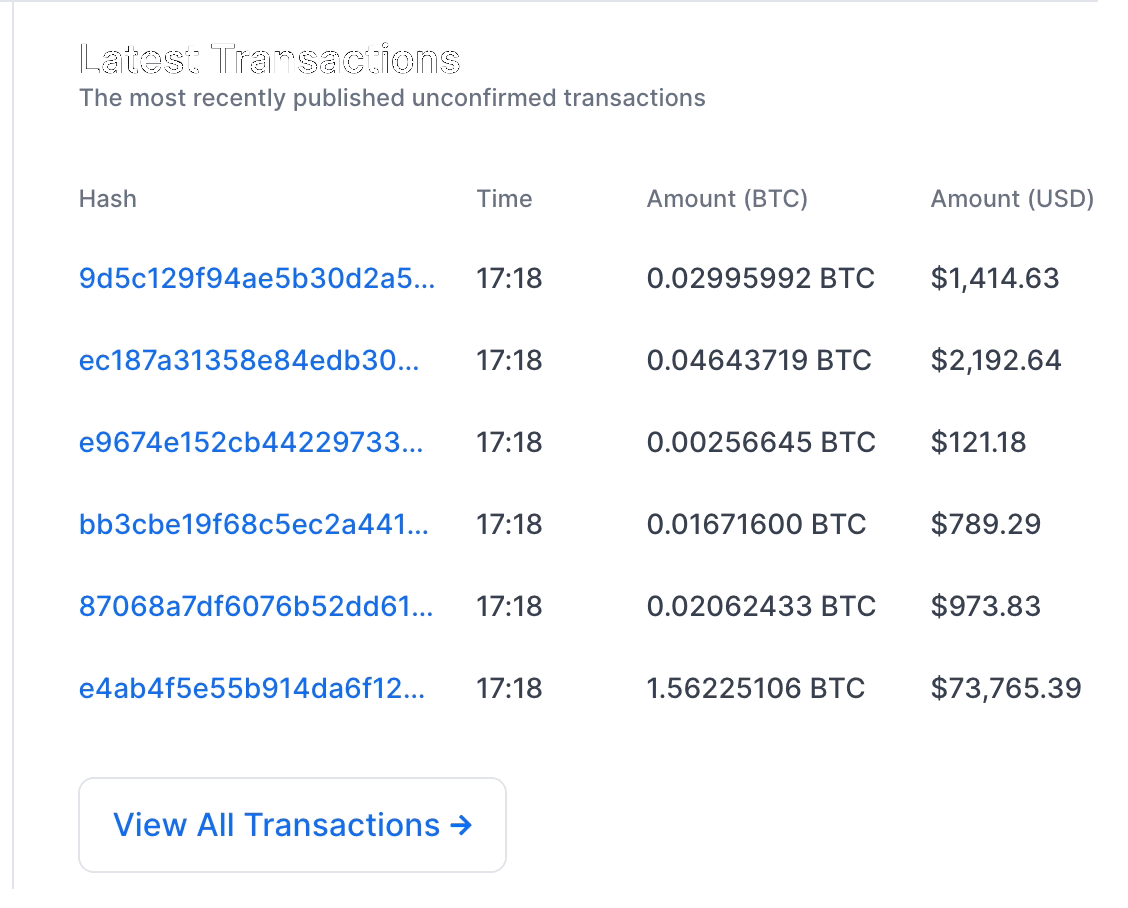 Latest Transactions
The most recently published unconfirmed transactions
Hash Time Amount (BTC) Amount (USD)
9d5c129f94ae5b30d2a5... 17:18 0.02995992 BTC $1,414.63
ec187a31358e84edb30... 17:18 0.04643719 BTC $2,192.64
e9674e152cb44229733... 17:18 0.00256645 BTC $121.18
bb3cbe19f68c5ec2a441... 17:18 0.01671600 BTC $789.29
87068a7df6076b52dd61... 17:18 0.02062433 BTC $973.83
e4ab4f5e55b914da6f12... 17:18 1.56225106 BTC $73,765.39
View All Transactions →